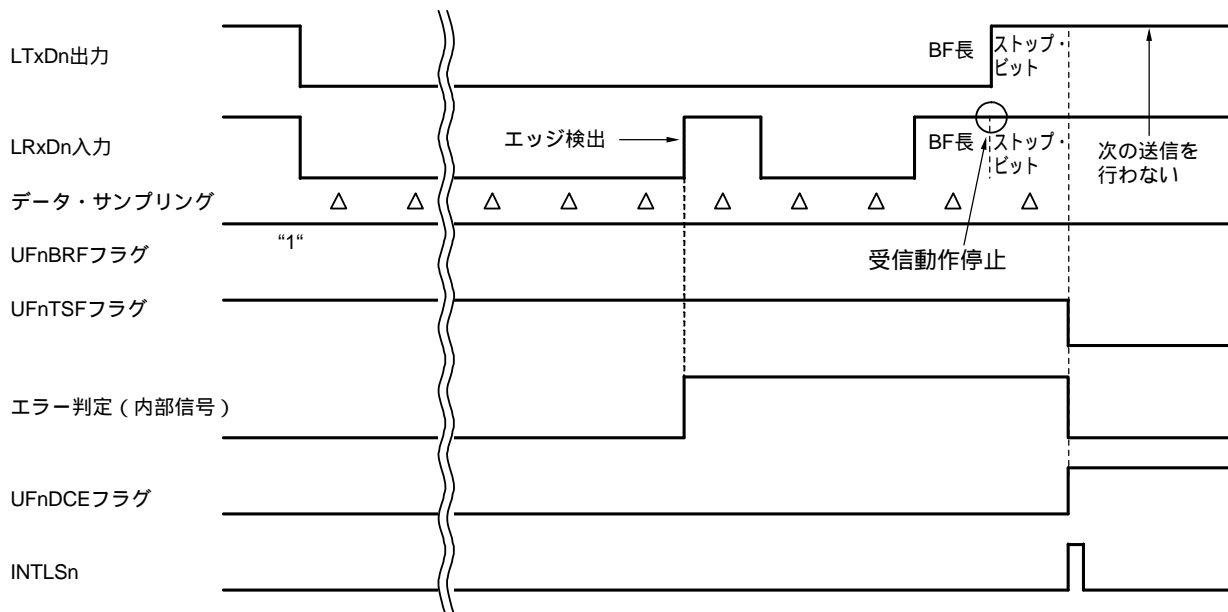 LTxDn出力
BF長
ストップ・
ビット
LRxDn入力
エッジ検出
BF長
ストップ・
ビット
次の送信を
行わない
データ・サンプリング
“1“
UFnBRFフラグ
受信動作停止
UFnTSFフラグ
エラー判定(内部信号)
UFnDCEフラグ
INTLSn